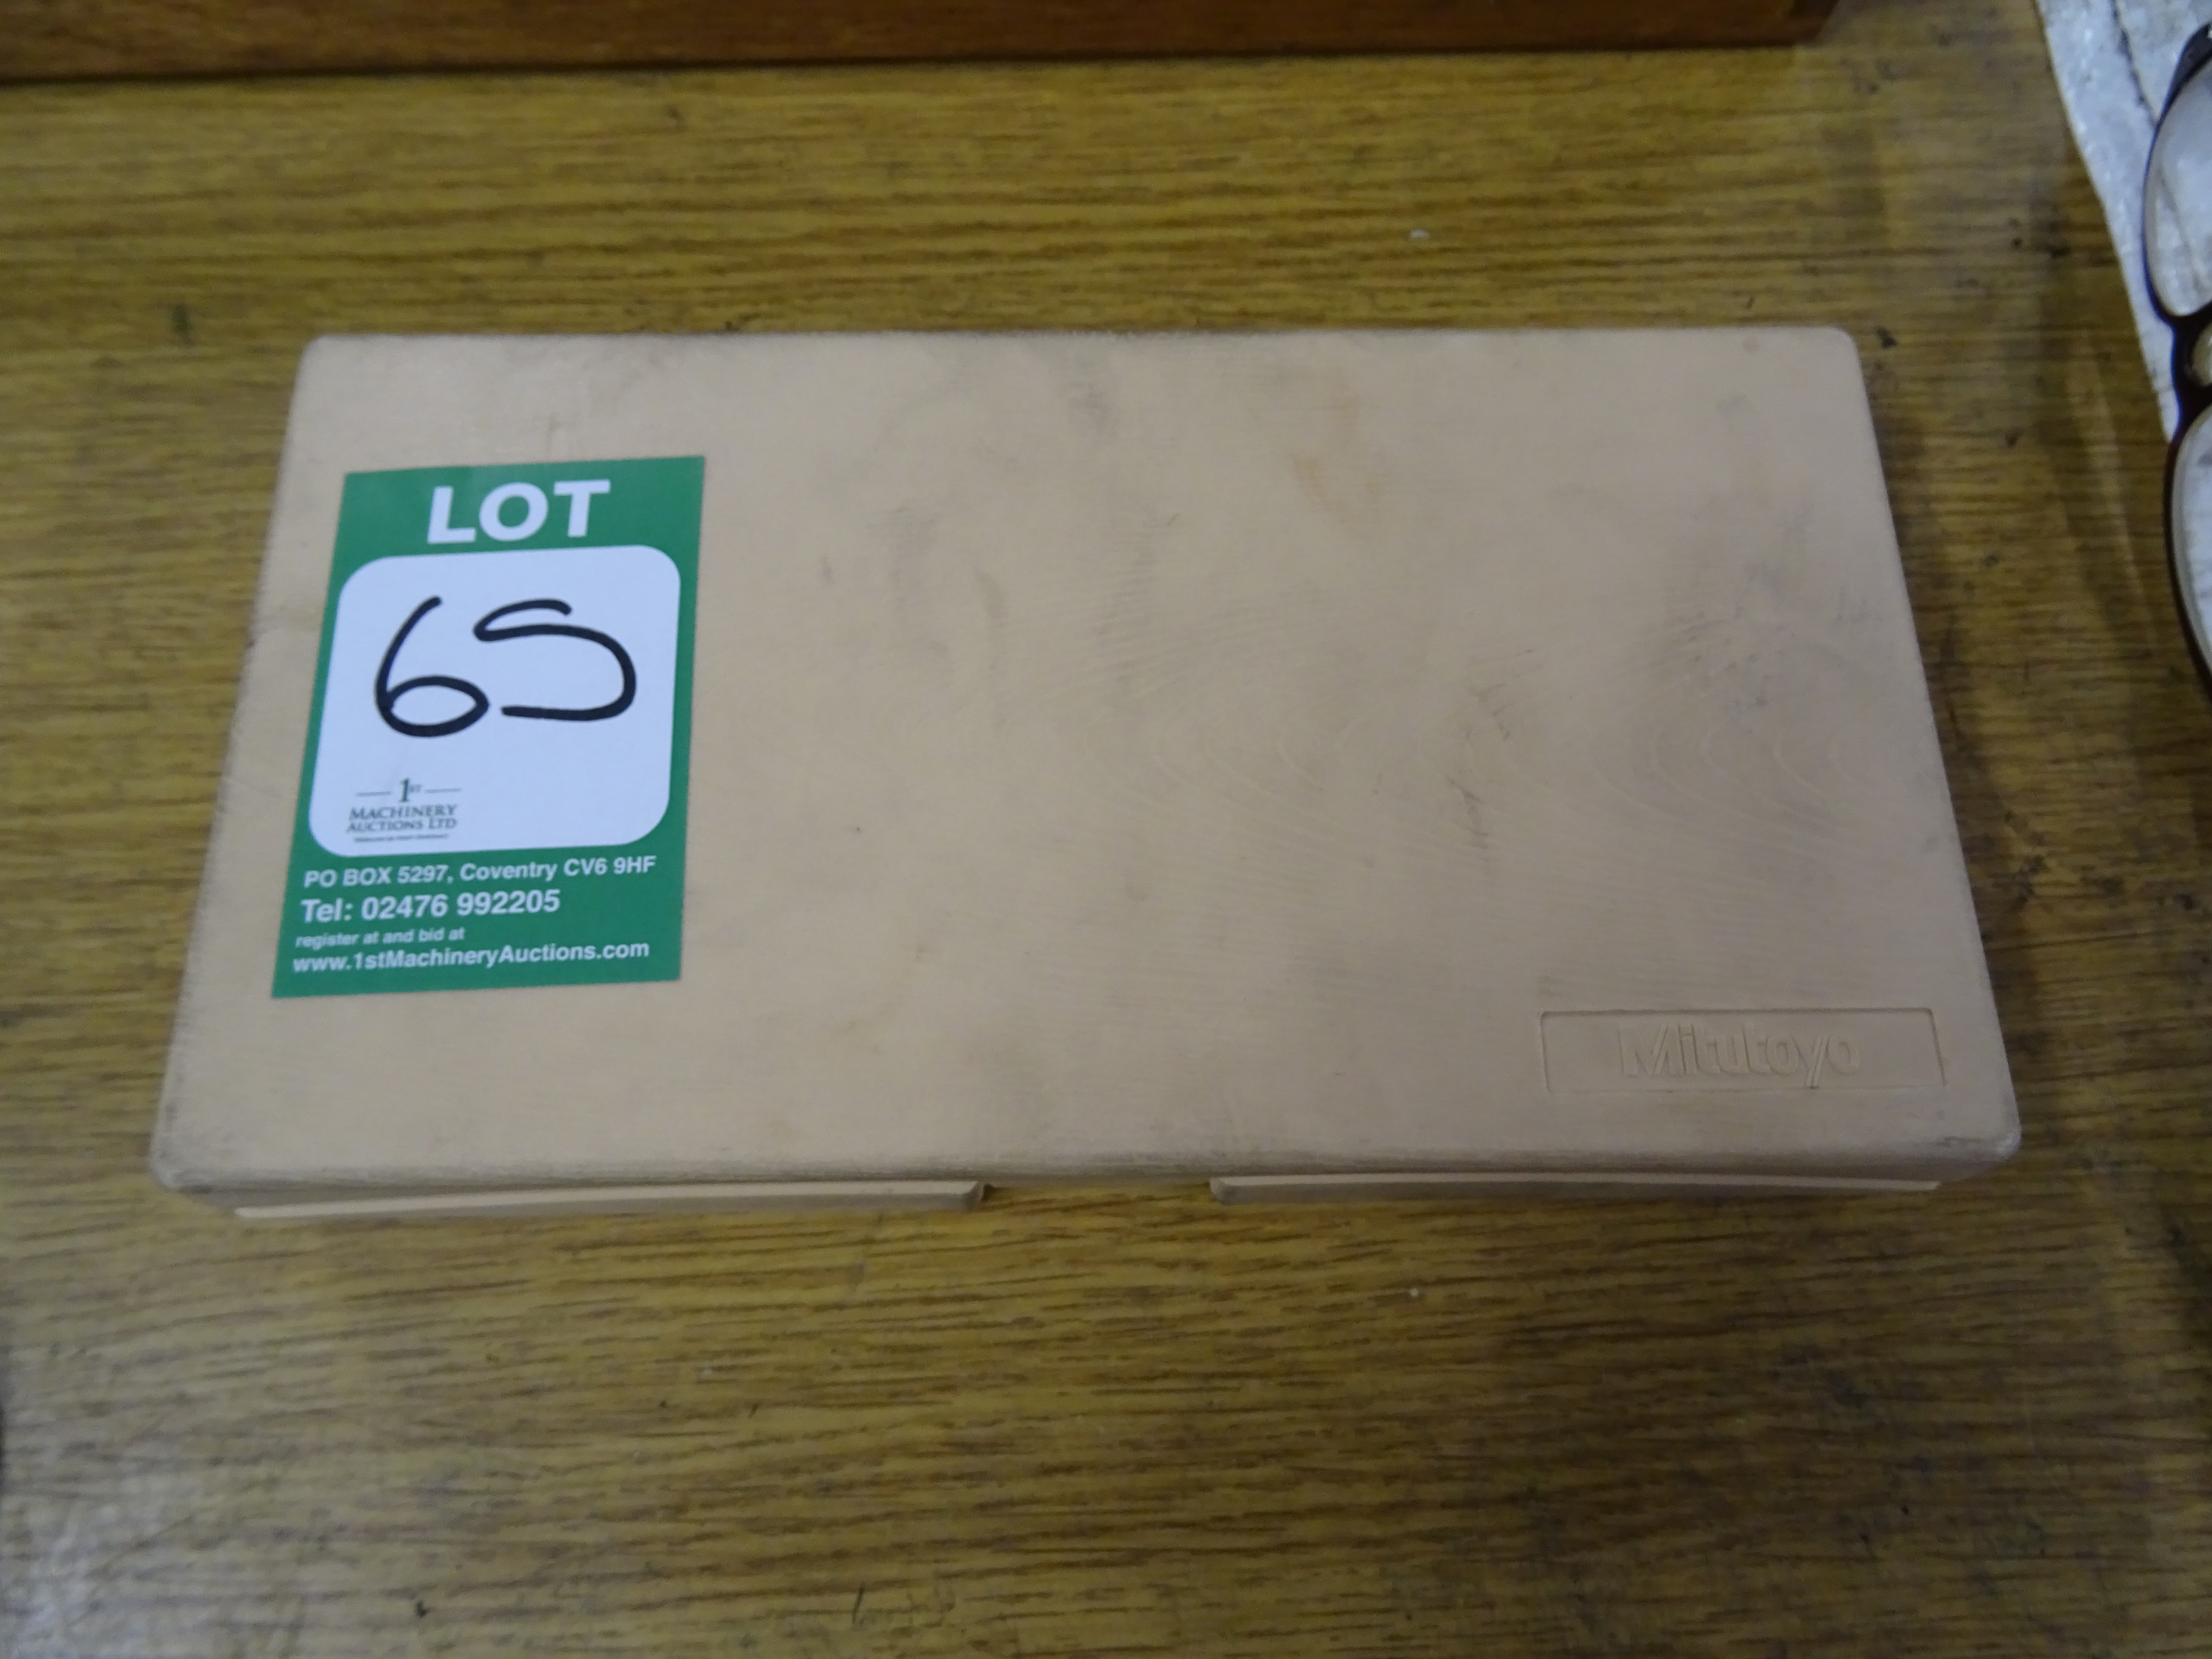 LOT
65
1ST
MACHINERY
AUCTIONS LTD
PO BOX 5297, Coventry CV6 9HF
Tel: 02476 992205
register at and bid at
www.1stMachineryAuctions.com
Mitutoyo